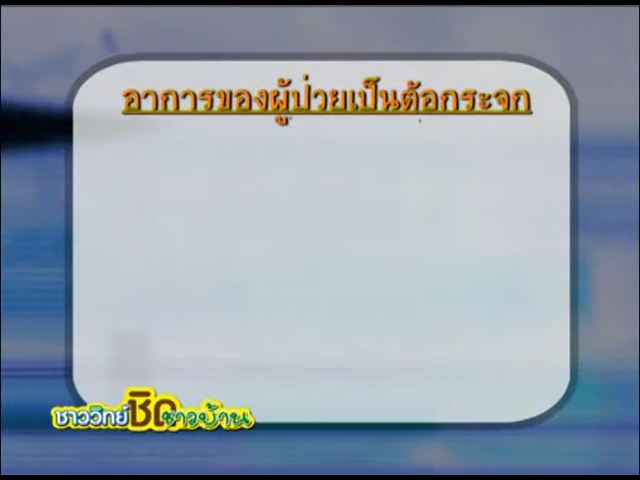 อาการของผู้ป่วยเป็นต้อกระจก
ชาววิทย์ชิดชาวบ้าน